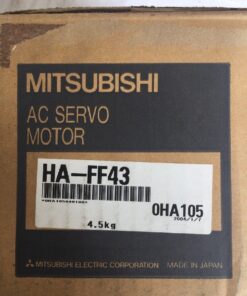 MITSUBISHI
AC SERVO
MOTOR
HA-FF43
0HA105
4.5kg
MITSUBISHI ELECTRIC CORPORATION MADE IN JAPAN